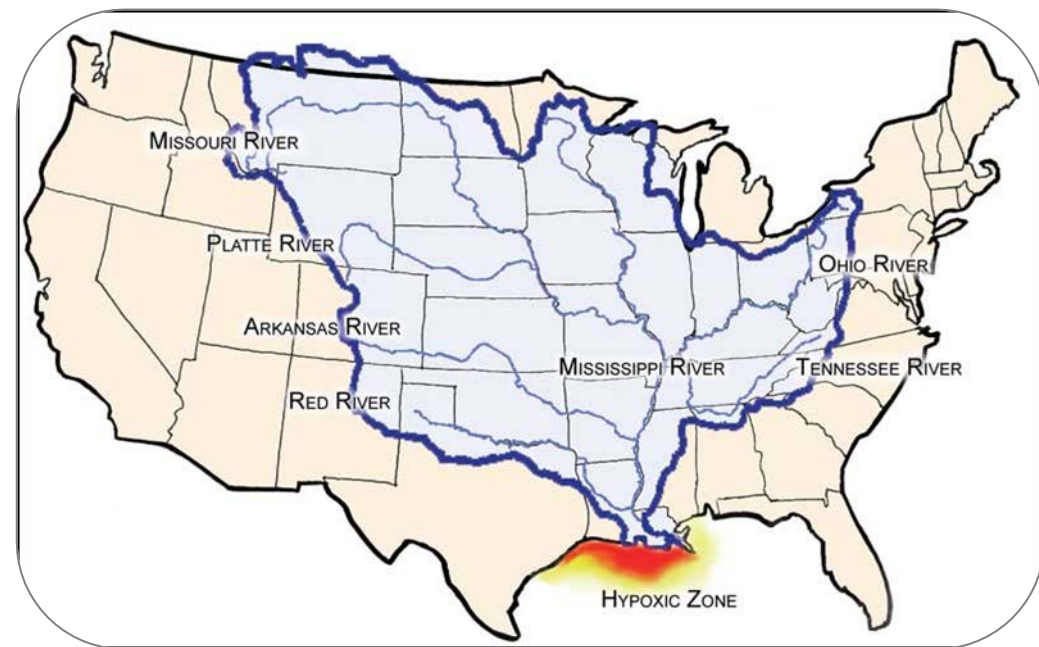 MISSOURI RIVER
PLATTE RIVER
OHIO RIVER
ARKANSAS RIVER
MISSISSIPPI RIVER
TENNESSEE RIVER
RED RIVER
HYPOXIC ZONE